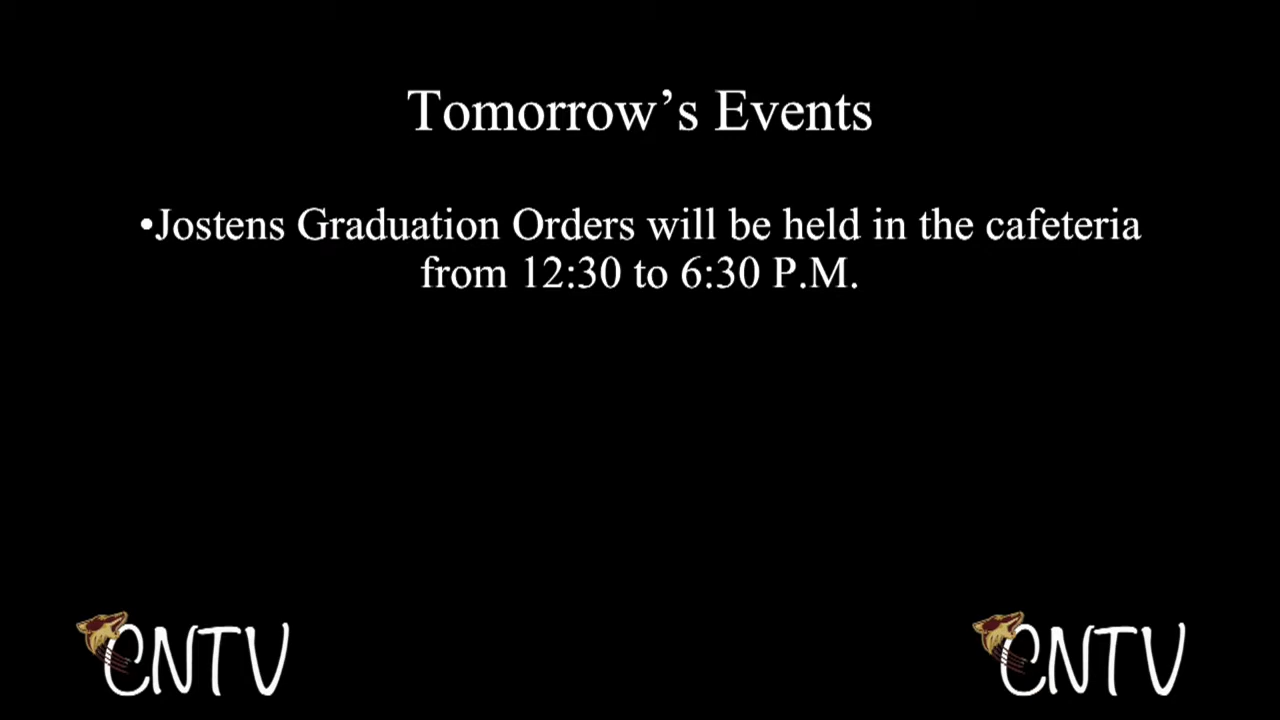 Tomorrow’s Events
•Jostens Graduation Orders will be held in the cafeteria
from 12:30 to 6:30 P.M.
CNTV CNTV